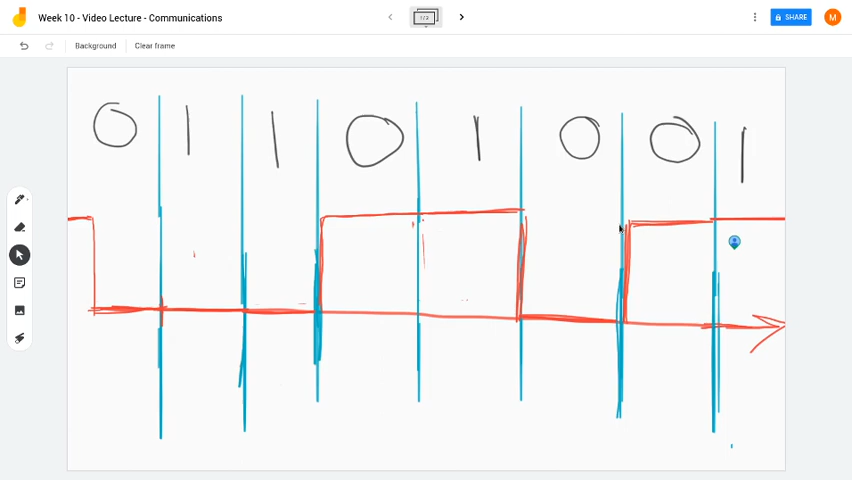 Week 10 - Video Lecture - Communications
1/2
SHARE
M
Background
Clear frame
0 1 1 0 1 0 0 1